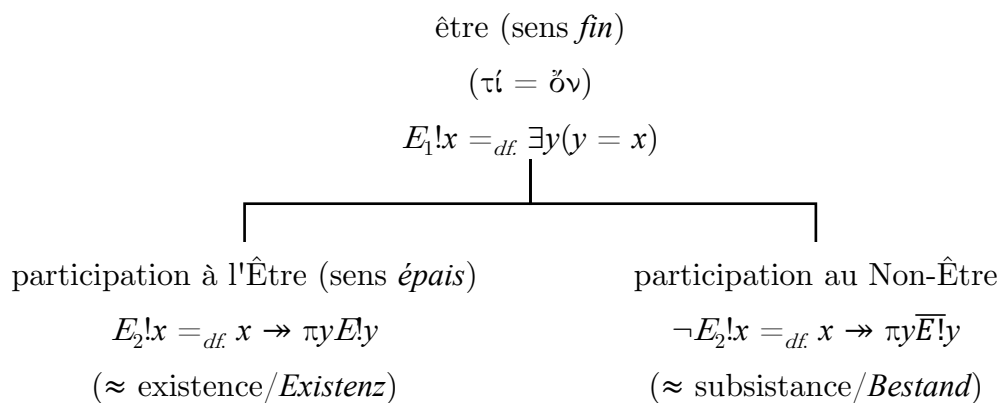 être (sens fin)
(τί = ὄν)
E₁!x =df. ∃y(y = x)
participation à l'Être (sens épais)
participation au Non-Être
E₂!x =df. x ↠ πyE!y
¬E₂!x =df. x ↠ πyE̅!̅y
(≈ existence/Existenz)
(≈ subsistance/Bestand)